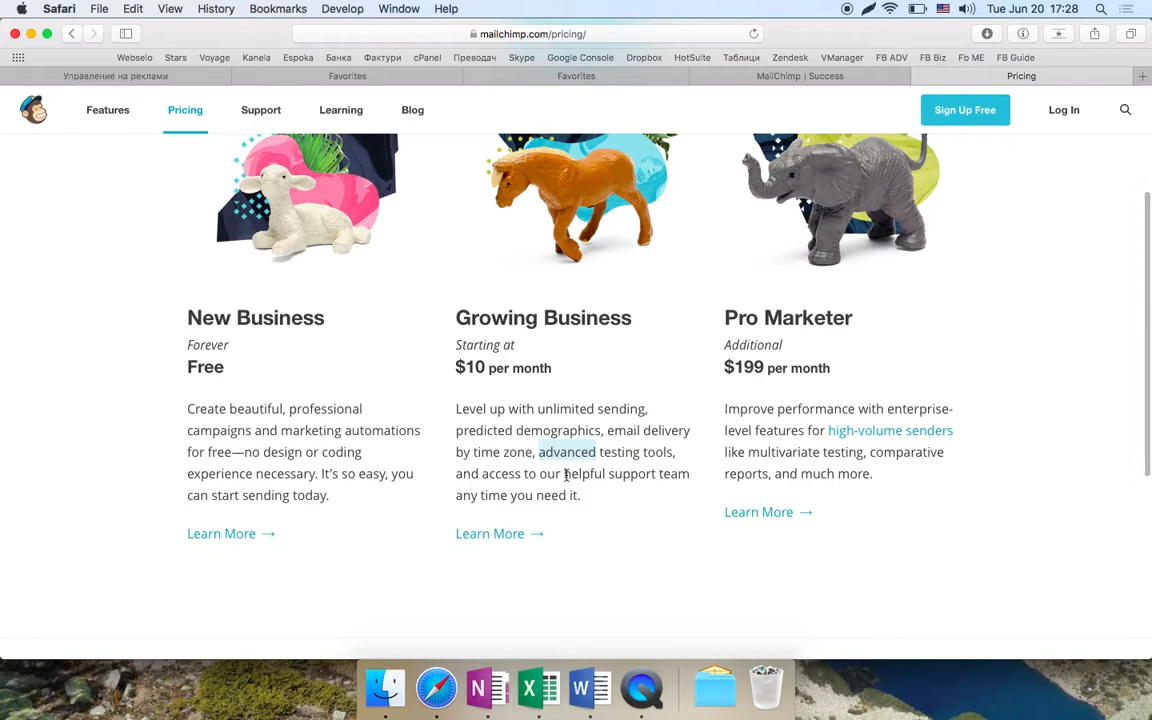 Safari File Edit View History Bookmarks Develop Window Help Tue Jun 20 17:28
mailchimp.com/pricing/
Webselo Stars Voyage Kanela Espoka Банка Фактури cPanel Преводач Skype Google Console Dropbox HotSuite Таблици Zendesk VManager FB ADV FB Biz Fb ME FB Guide
Управление на реклами Favorites Favorites MailChimp | Success Pricing
Features Pricing Support Learning Blog Sign Up Free Log In
New Business
Forever
Free
Create beautiful, professional
campaigns and marketing automations
for free—no design or coding
experience necessary. It's so easy, you
can start sending today.
Learn More →
Growing Business
Starting at
$10 per month
Level up with unlimited sending,
predicted demographics, email delivery
by time zone, advanced testing tools,
and access to our helpful support team
any time you need it.
Learn More →
Pro Marketer
Additional
$199 per month
Improve performance with enterprise-
level features for high-volume senders
like multivariate testing, comparative
reports, and much more.
Learn More →